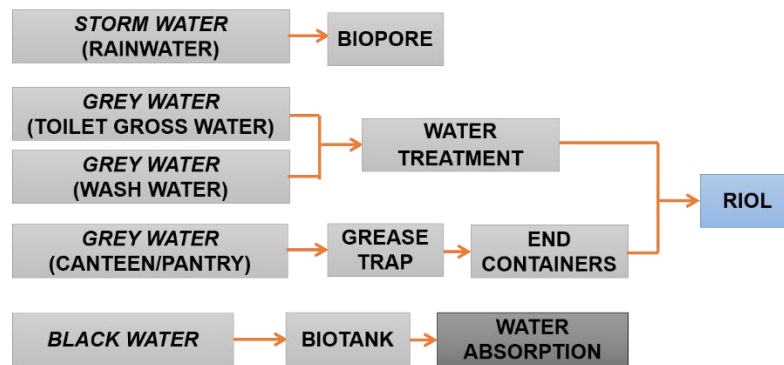 STORM WATER
(RAINWATER)
BIOPORE
GREY WATER
(TOILET GROSS WATER)
GREY WATER
(WASH WATER)
WATER
TREATMENT
RIOL
GREY WATER
(CANTEEN/PANTRY)
GREASE
TRAP
END
CONTAINERS
BLACK WATER
BIOTANK
WATER
ABSORPTION